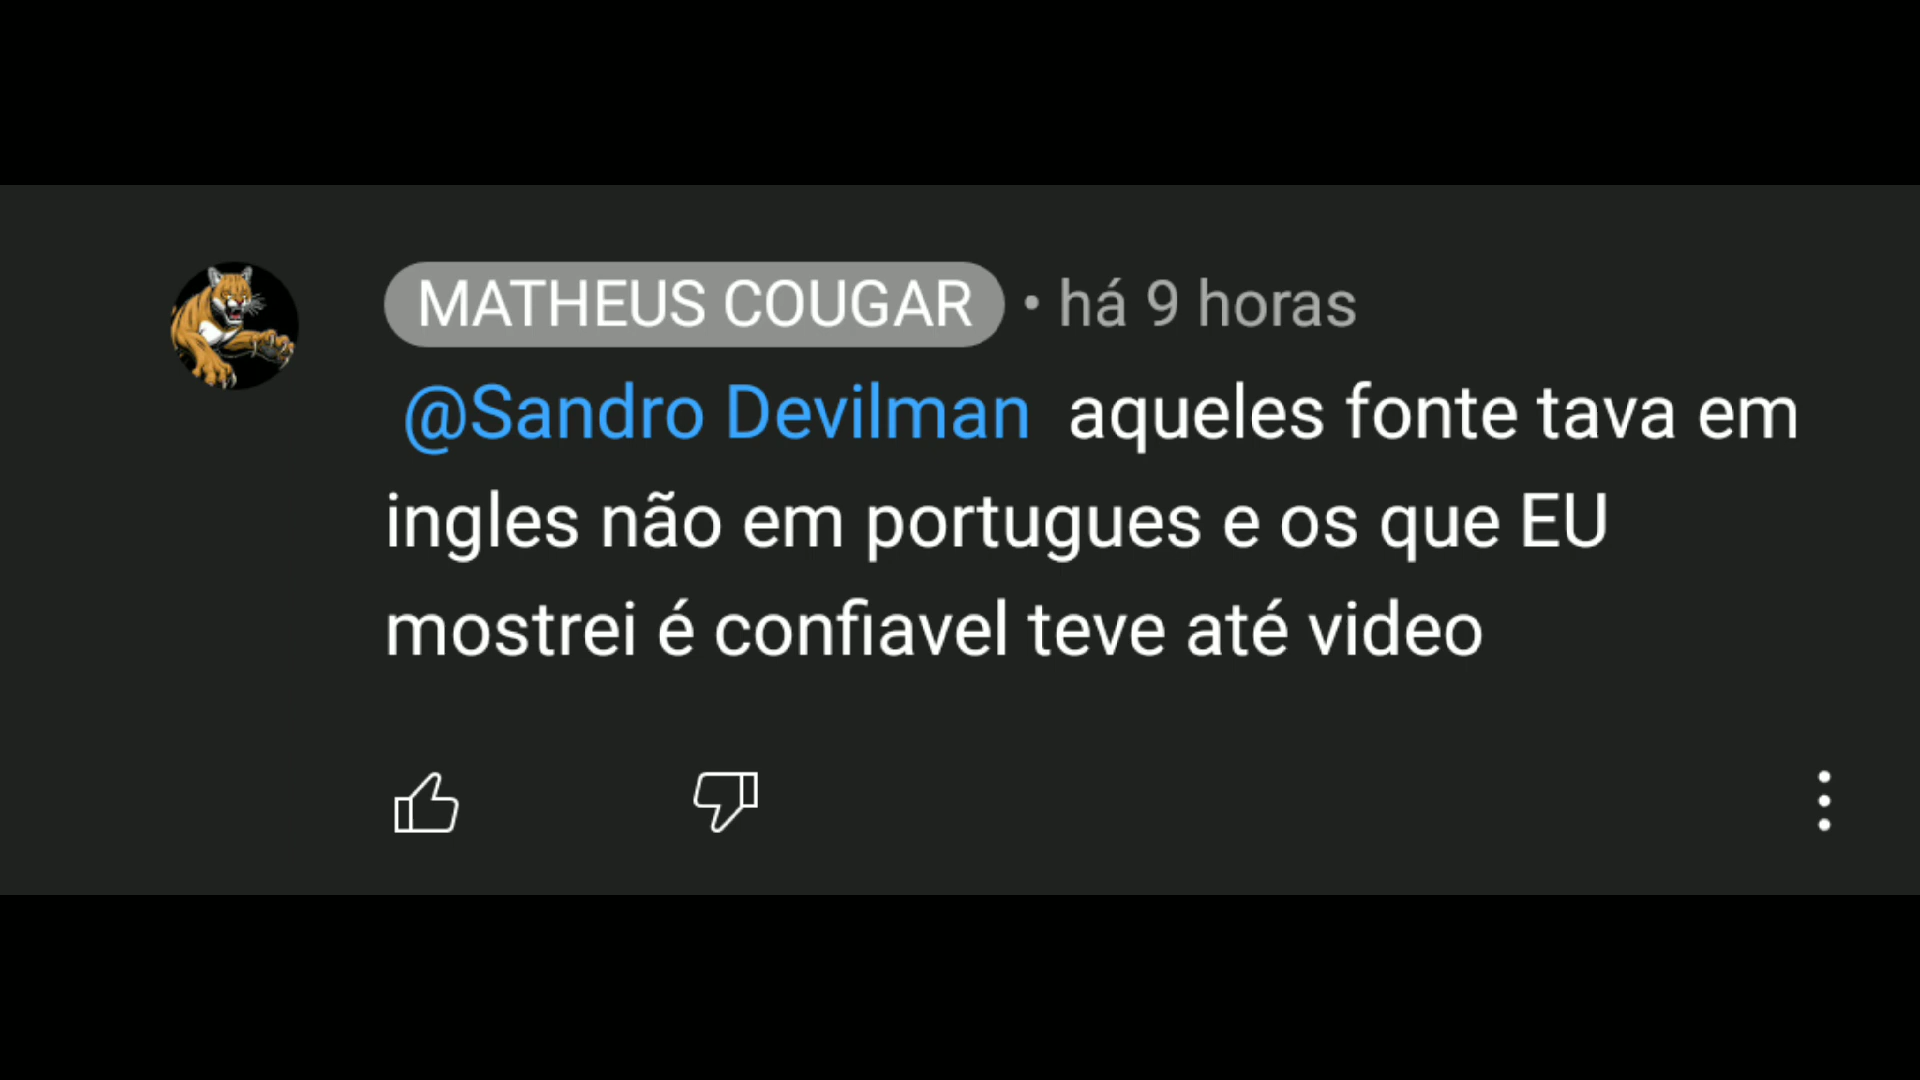 MATHEUS COUGAR • há 9 horas
@Sandro Devilman aqueles fonte tava em
ingles não em portugues e os que EU
mostrei é confiavel teve até video